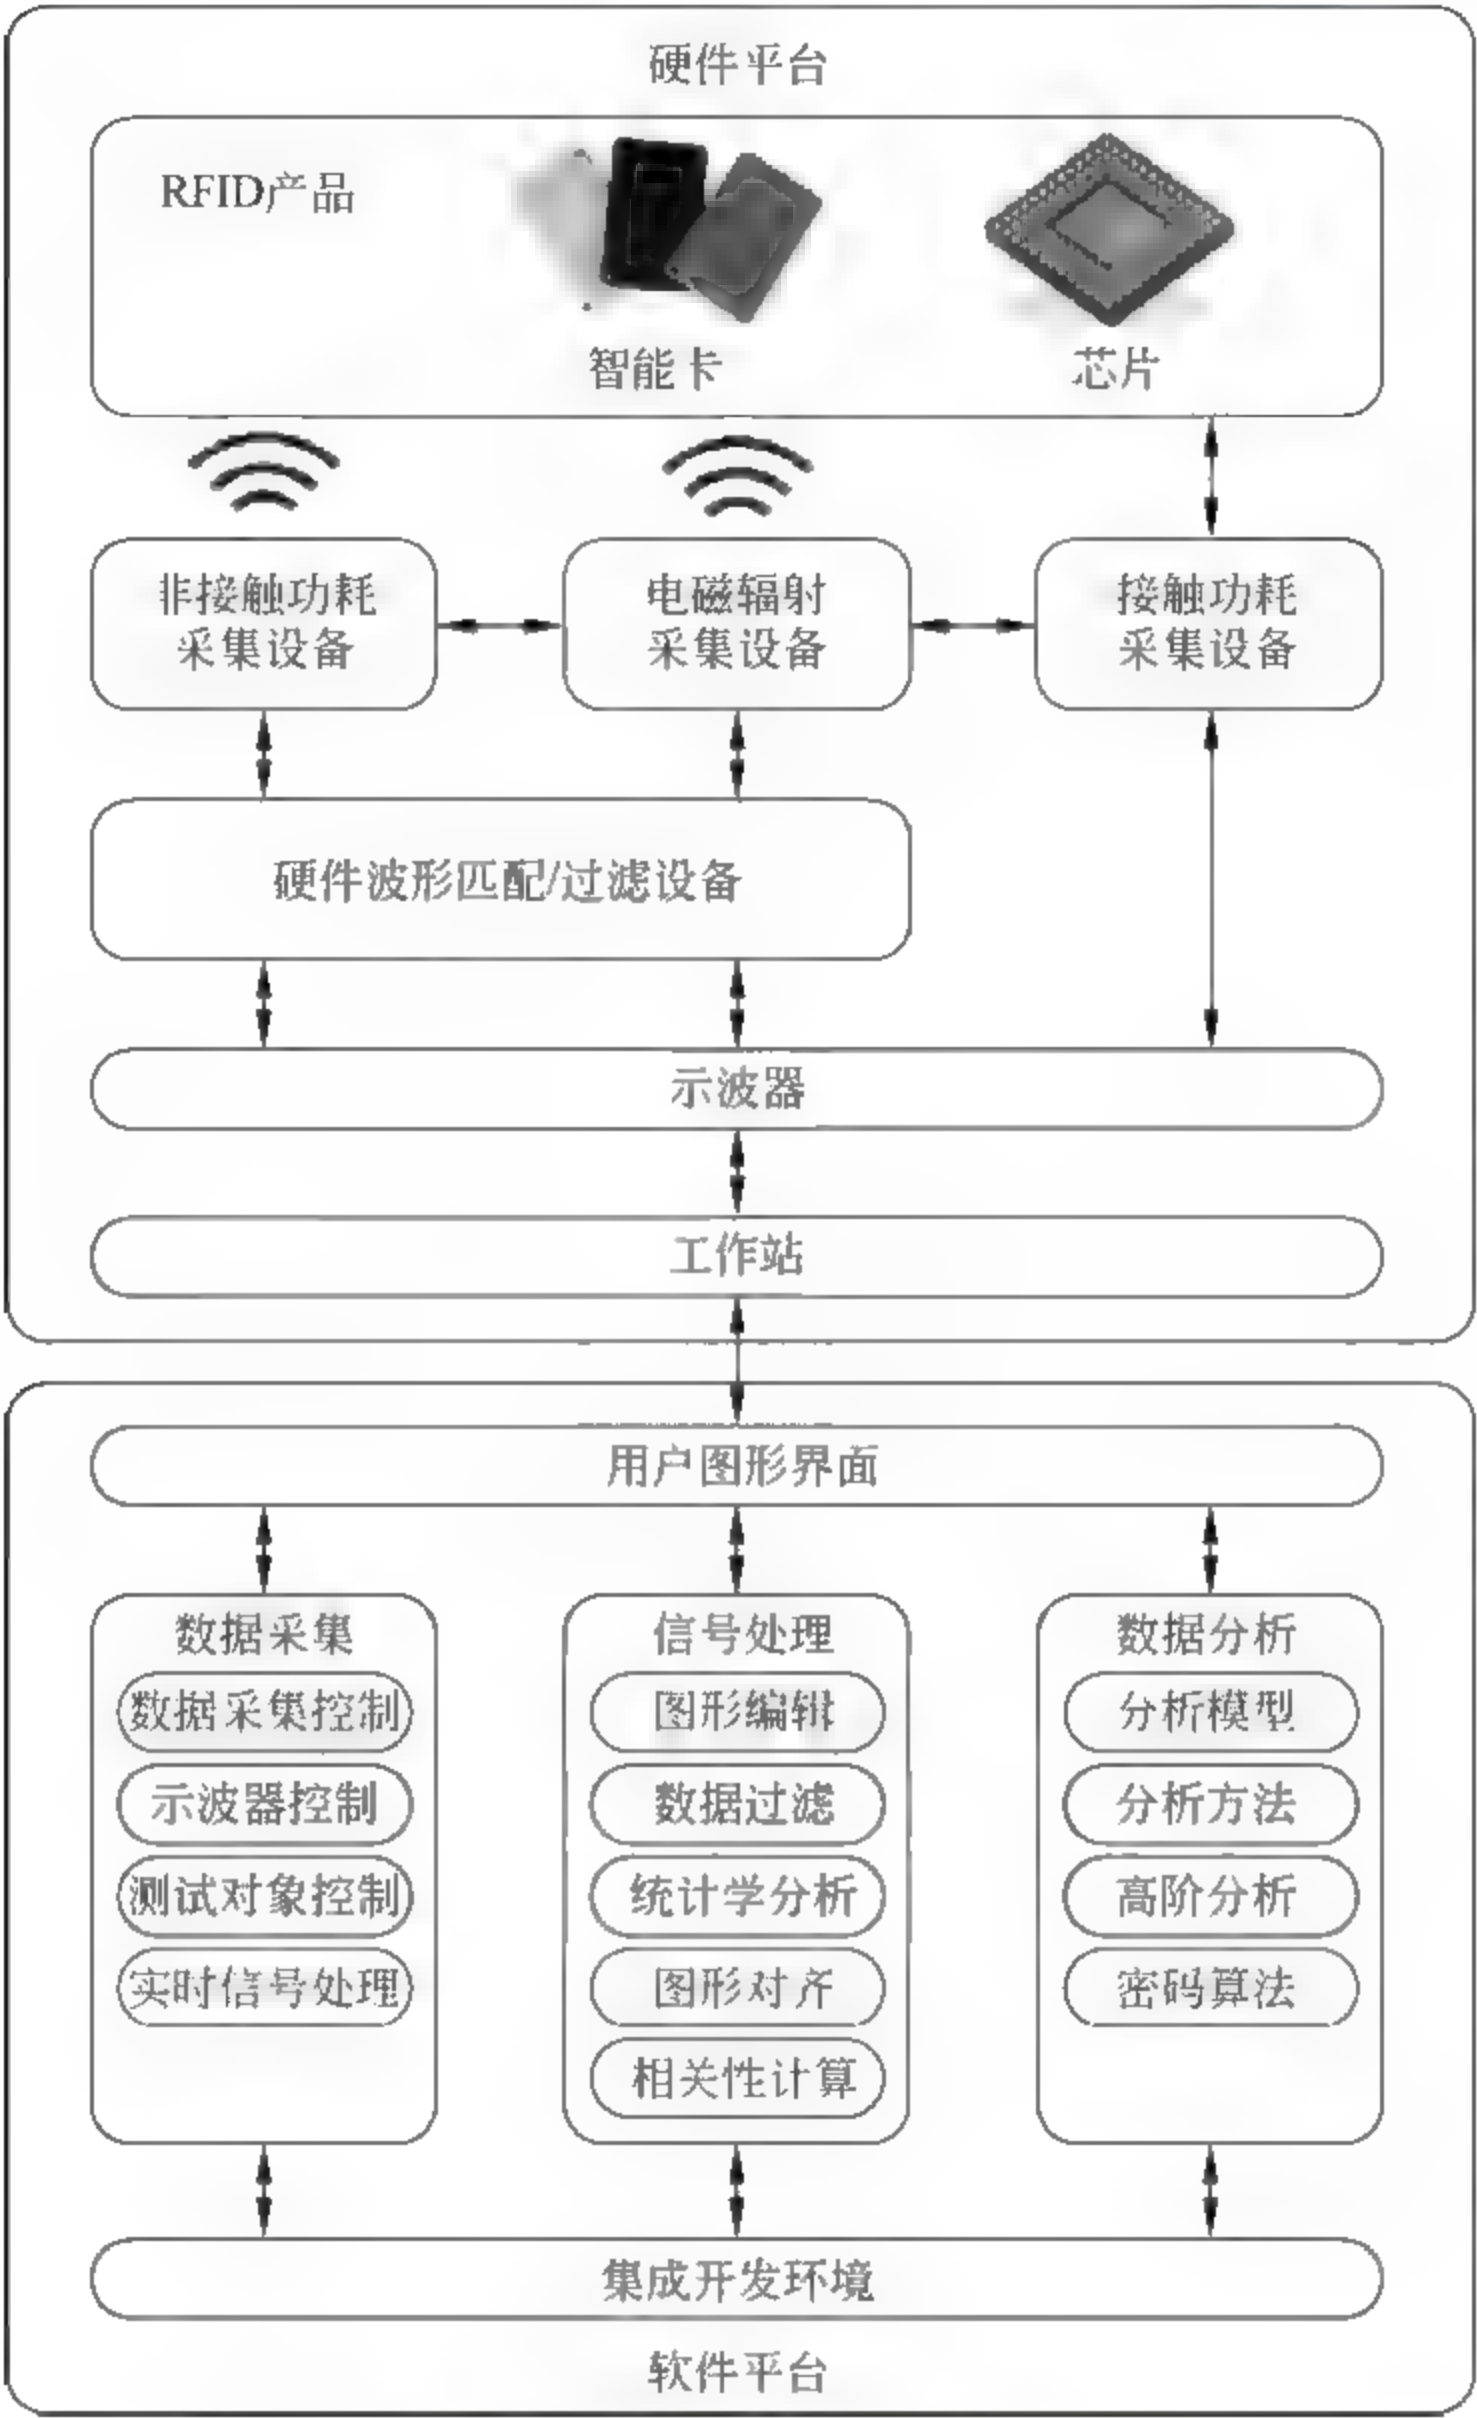 硬件平台
RFID产品
智能卡
芯片
非接触功耗
采集设备
电磁辐射
采集设备
接触功耗
采集设备
硬件波形匹配/过滤设备
示波器
工作站
用户图形界面
数据采集
数据采集控制
示波器控制
测试对象控制
实时信号处理
信号处理
图形编辑
数据过滤
统计学分析
图形对齐
相关性计算
数据分析
分析模型
分析方法
高阶分析
密码算法
集成开发环境
软件平台